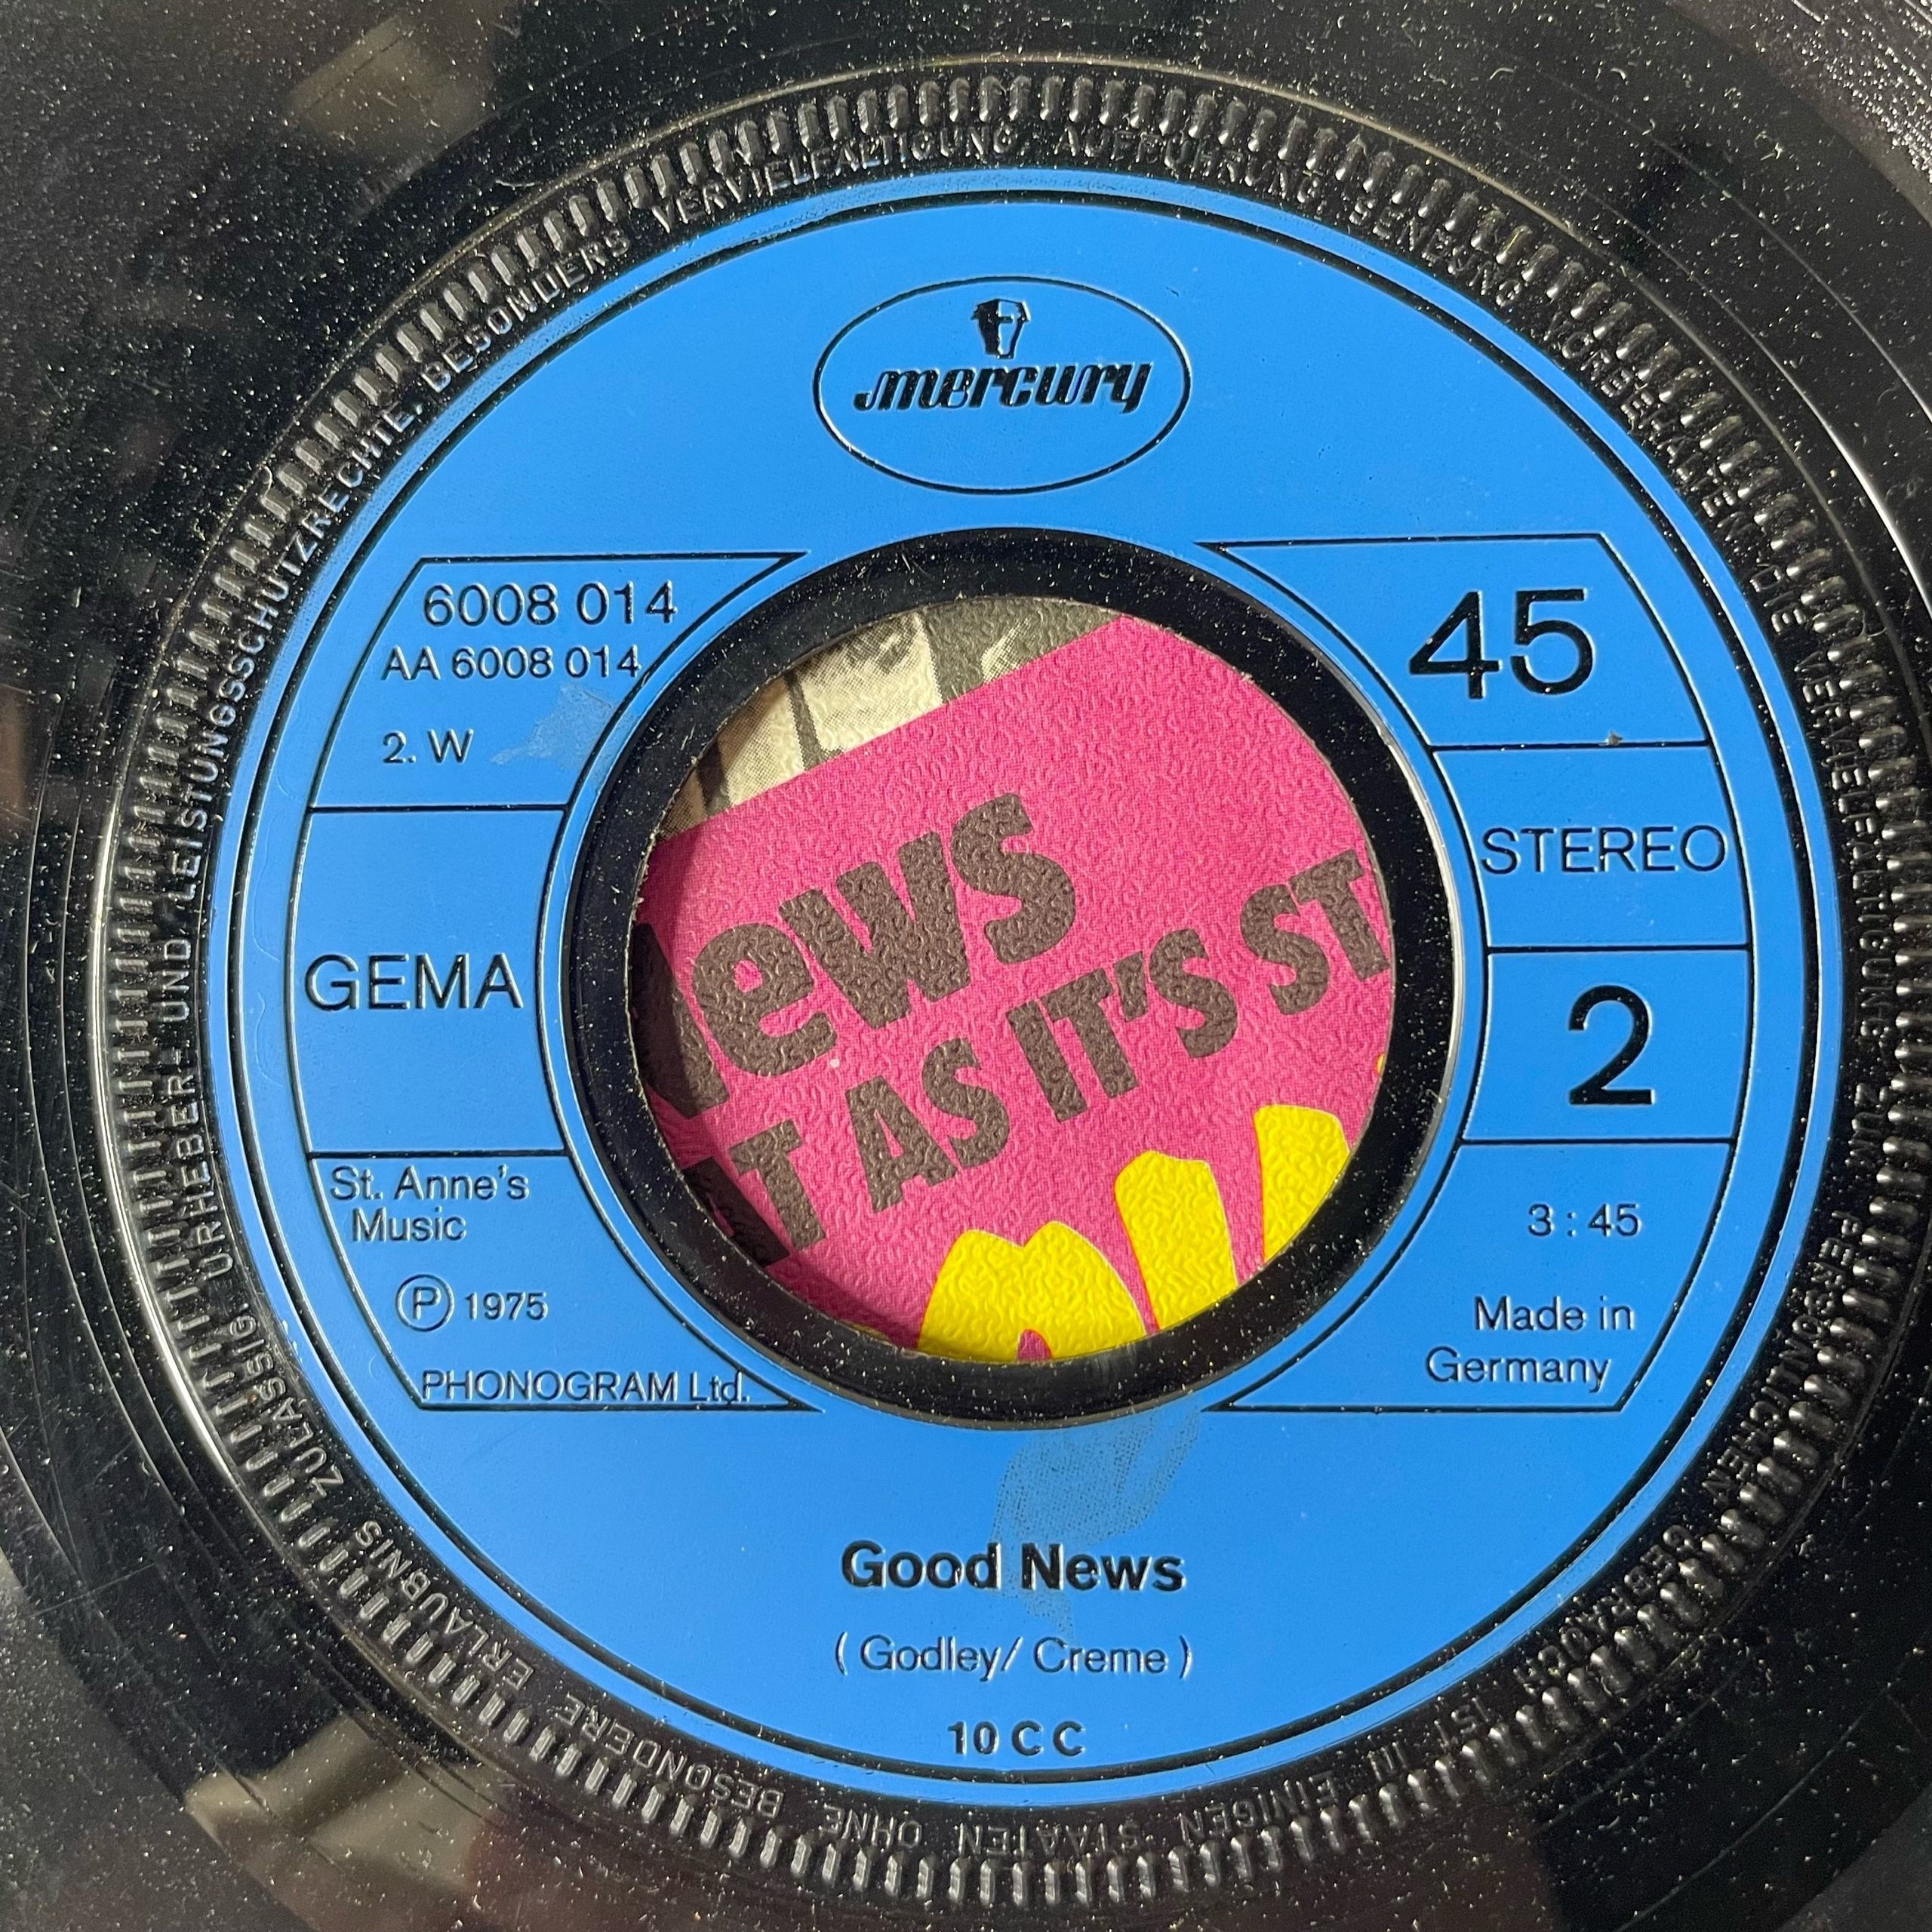 URHEBER- UND LEISTUNGSSCHUTZRECHTE, BESONDERS VERVIELFÄLTIGUNG, AUFFÜHRUNG, SENDUNG VORBEHALTEN. DIE VERVIELFÄLTIGUNG ZUM PERSÖNLICHEN GEBRAUCH IST IN EINIGEN STAATEN OHNE BESONDERE ERLAUBNIS ZULÄSSIG.
mercury
6008 014
AA 6008 014
2. W
GEMA
St. Anne's
Music
Ⓟ 1975
PHONOGRAM Ltd.
45
STEREO
2
3 : 45
Made in
Germany
News
AS IT'S
Good News
( Godley/ Creme )
10 C C